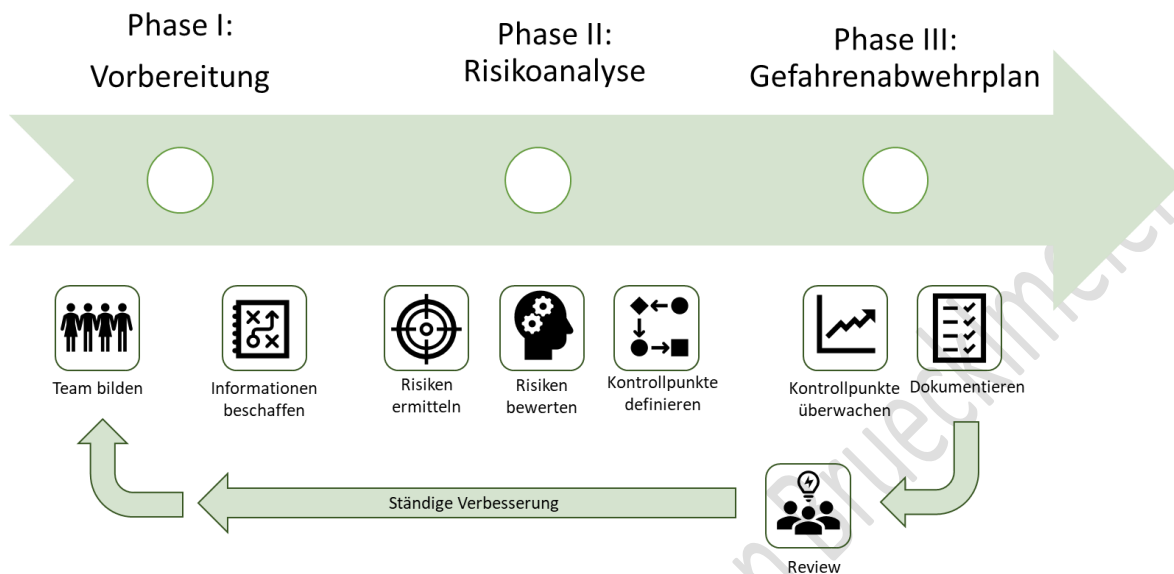 Phase I:
Vorbereitung
Phase II:
Risikoanalyse
Phase III:
Gefahrenabwehrplan
Team bilden
Informationen
beschaffen
Risiken
ermitteln
Risiken
bewerten
Kontrollpunkte
definieren
Kontrollpunkte
überwachen
Dokumentieren
Ständige Verbesserung
Review